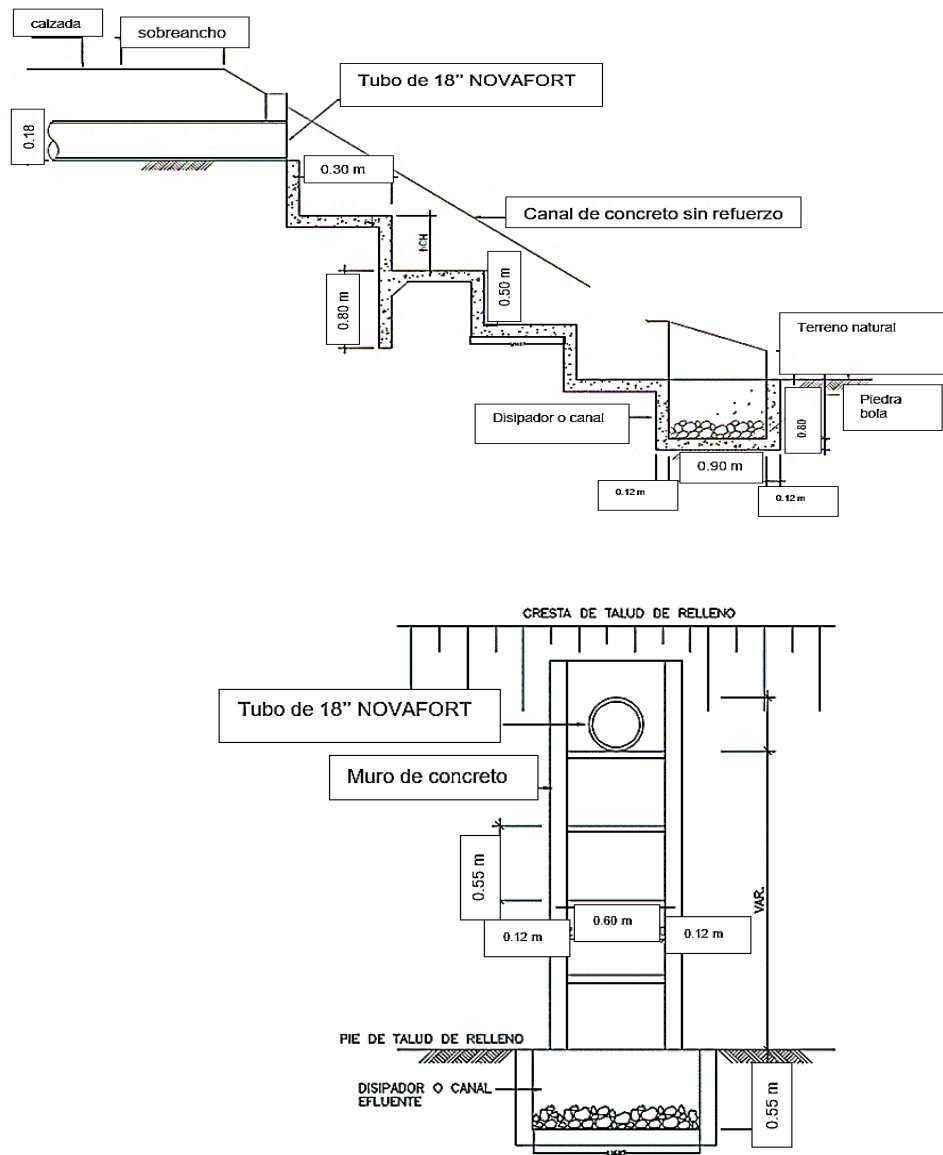 calzada
sobreancho
Tubo de 18” NOVAFORT
0.18
0.30 m
Canal de concreto sin refuerzo
HCH
0.80 m
0.50 m
Terreno natural
Piedra
bola
Disipador o canal
0.80
0.90 m
0.12 m
0.12 m
CRESTA DE TALUD DE RELLENO
Tubo de 18” NOVAFORT
Muro de concreto
0.55 m
VAR.
0.60 m
0.12 m
0.12 m
PIE DE TALUD DE RELLENO
DISIPADOR O CANAL
EFLUENTE
0.55 m